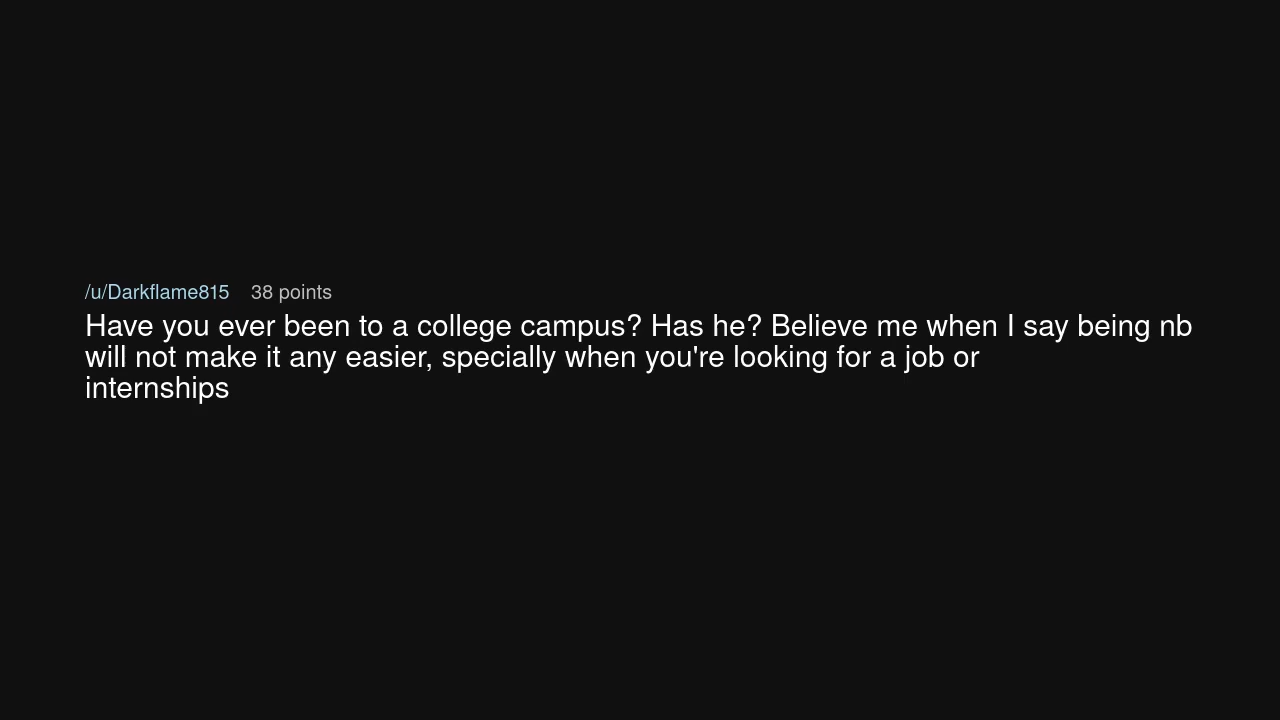 /u/Darkflame815 38 points
Have you ever been to a college campus? Has he? Believe me when I say being nb
will not make it any easier, specially when you're looking for a job or
internships